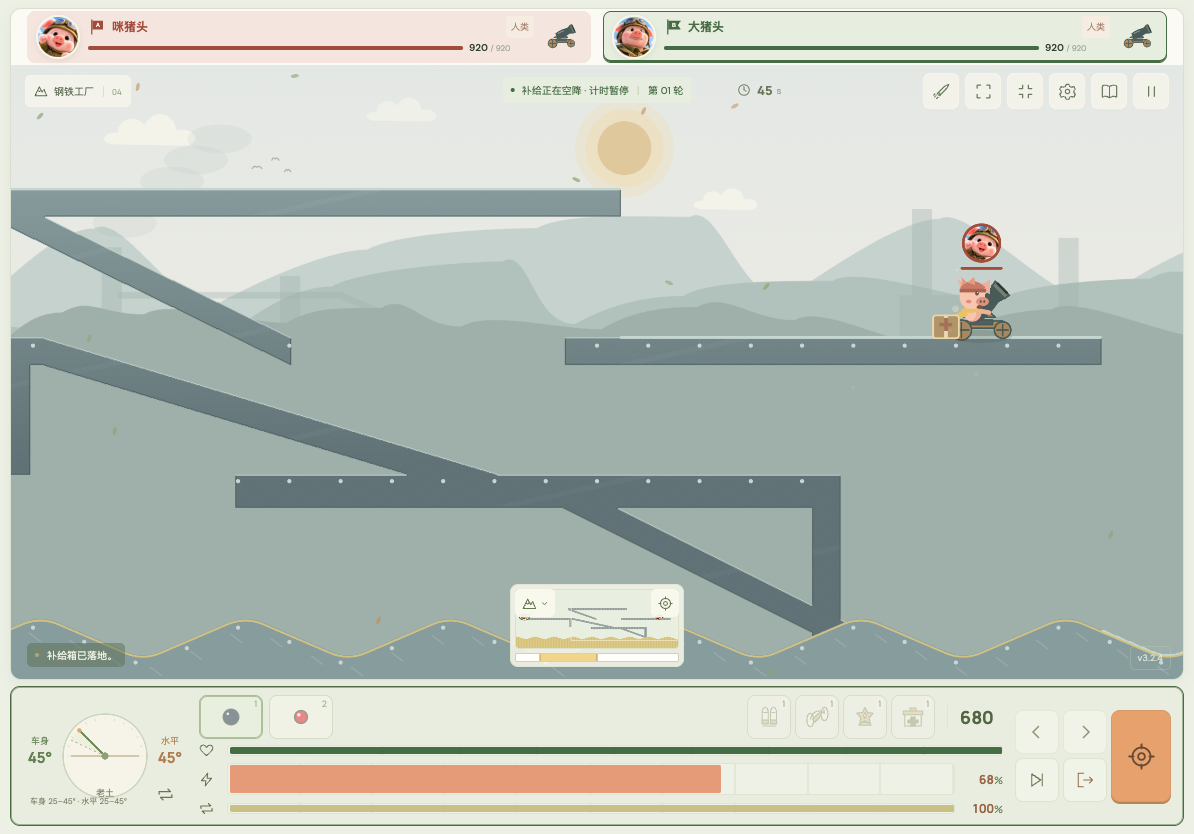 咪猪头
人类
920 / 920
大猪头
人类
920 / 920
钢铁工厂 04
补给正在空降 · 计时暂停 第 01 轮
45 s
补给箱已落地。
v3.2.4
1
2
1
1
1
1
680
车身
45°
水平
45°
老土
车身 25–45° · 水平 25–45°
68%
100%